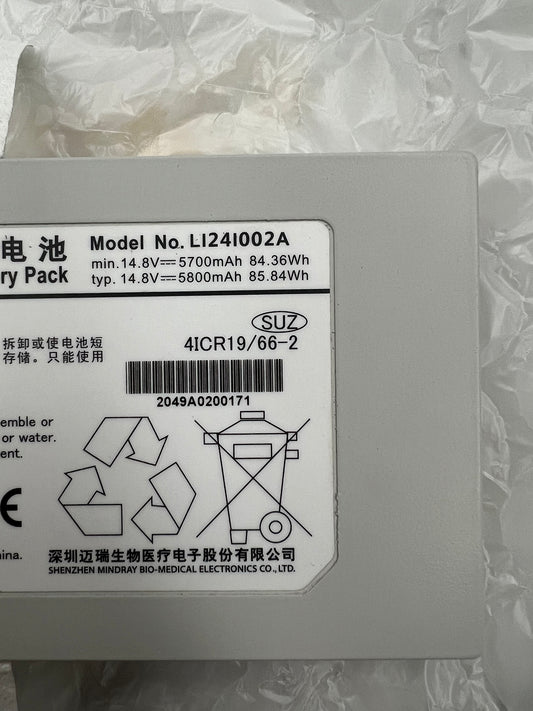 电池 Model No. LI24I002A
ry Pack min.14.8V⎓5700mAh 84.36Wh
typ. 14.8V⎓5800mAh 85.84Wh
SUZ
拆卸或使电池短 4ICR19/66-2
存储。只能使用
2049A0200171
emble or
or water.
ent.
CE
深圳迈瑞生物医疗电子股份有限公司
hina. SHENZHEN MINDRAY BIO-MEDICAL ELECTRONICS CO.,LTD.